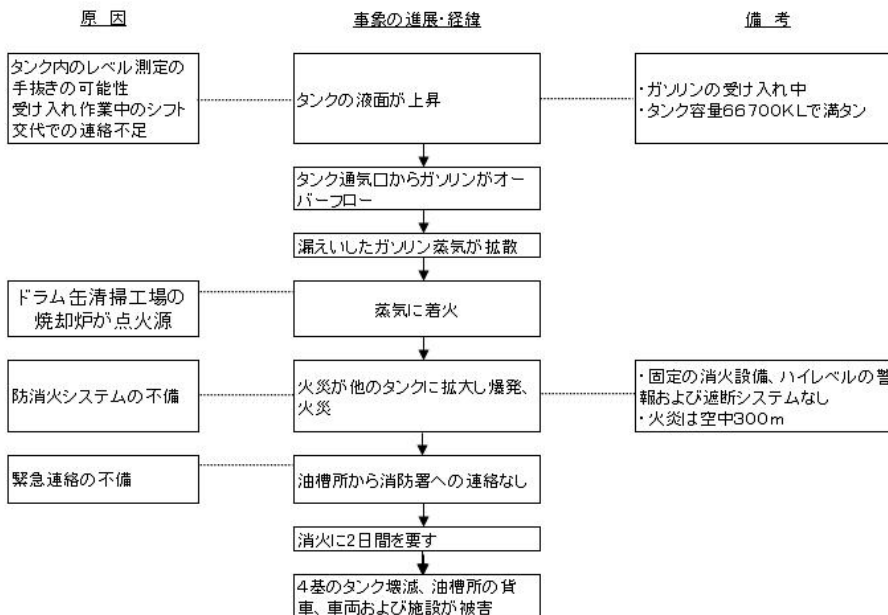 原 因
事象の進展・経緯
備 考
タンク内のレベル測定の
手抜きの可能性
受け入れ作業中のシフト
交代での連絡不足
タンクの液面が上昇
・ガソリンの受け入れ中
・タンク容量66700KLで満タン
タンク通気口からガソリンがオー
バーフロー
漏えいしたガソリン蒸気が拡散
ドラム缶清掃工場の
焼却炉が点火源
蒸気に着火
防消火システムの不備
火災が他のタンクに拡大し爆発、
火災
・固定の消火設備、ハイレベルの警
報および遮断システムなし
・火炎は空中300m
緊急連絡の不備
油槽所から消防署への連絡なし
消火に2日間を要す
4基のタンク壊滅、油槽所の貨
車、車両および施設が被害